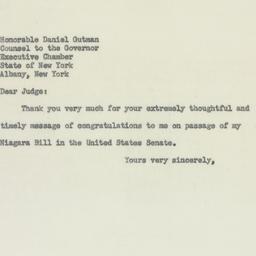 Honorable Daniel Gutman
Counsel to the Governor
Executive Chamber
State of New York
Albany, New York
Dear Judge:
Thank you very much for your extremely thoughtful and
timely message of congratulations to me on passage of my
Niagara Bill in the United States Senate.
Yours very sincerely,